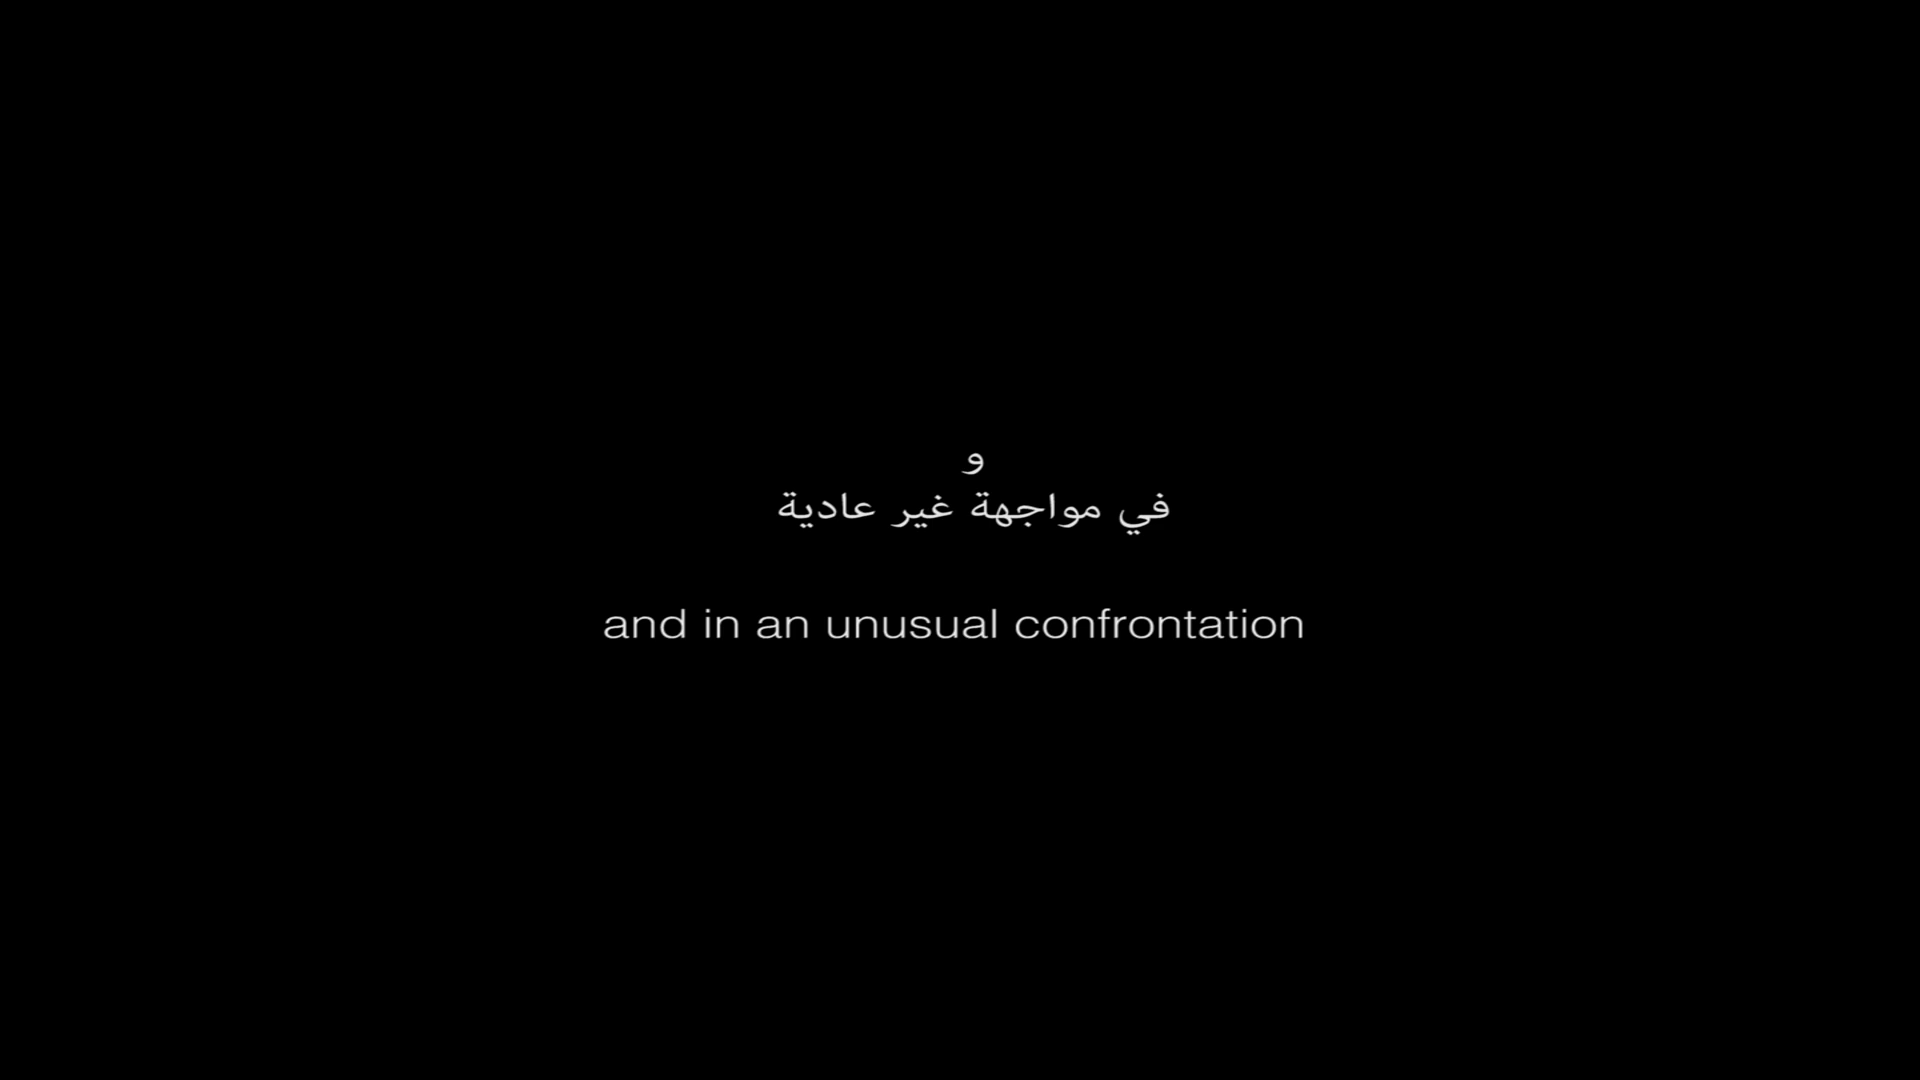 و
في مواجهة غير عادية
and in an unusual confrontation